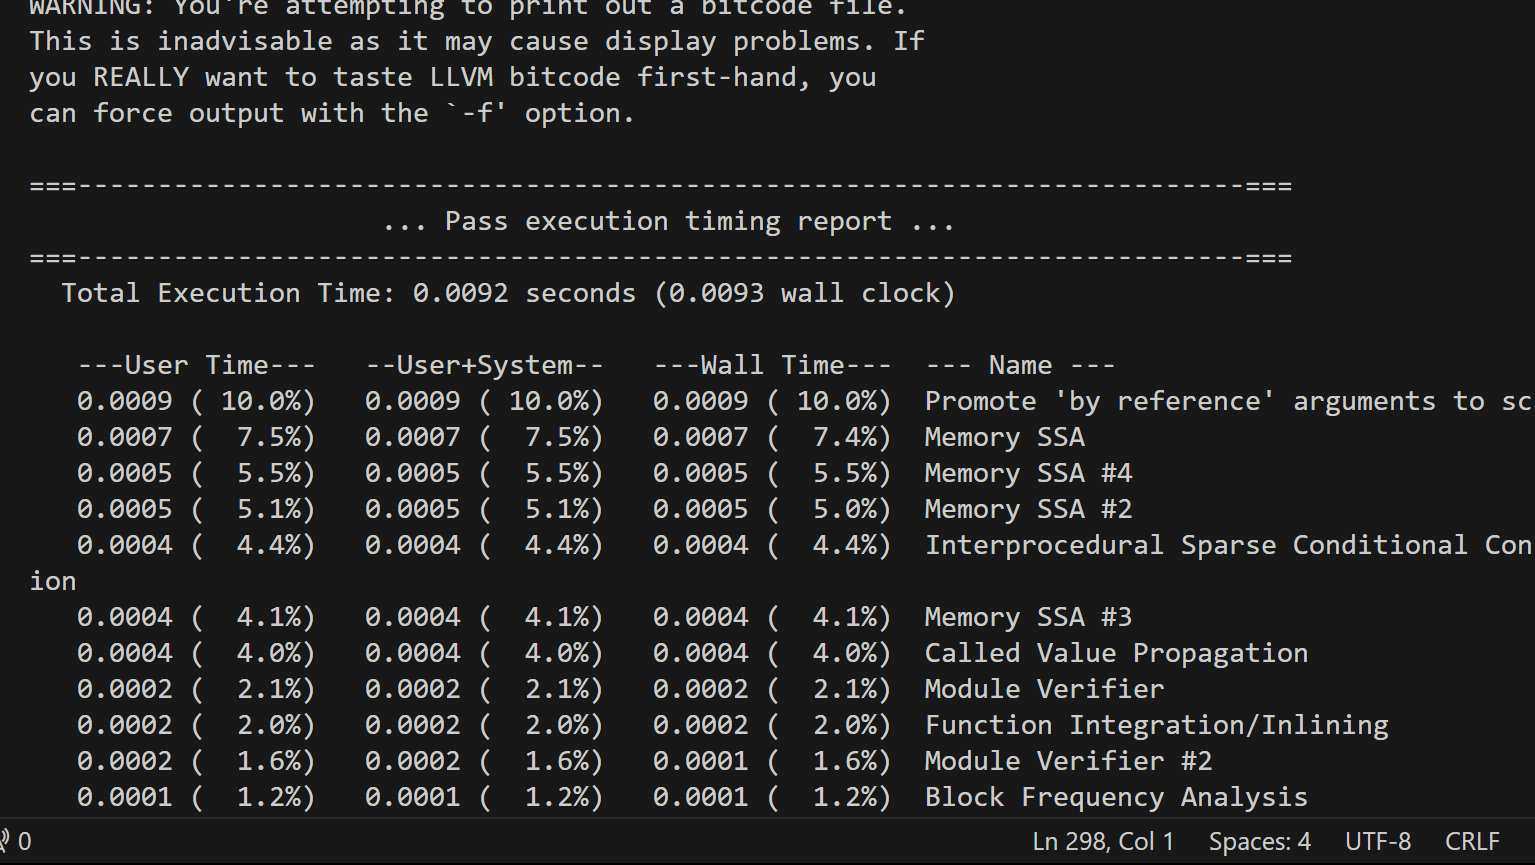 WARNING: You're attempting to print out a bitcode file.
This is inadvisable as it may cause display problems. If
you REALLY want to taste LLVM bitcode first-hand, you
can force output with the `-f' option.
===-------------------------------------------------------------------------===
... Pass execution timing report ...
===-------------------------------------------------------------------------===
Total Execution Time: 0.0092 seconds (0.0093 wall clock)
---User Time--- --User+System-- ---Wall Time--- --- Name ---
0.0009 ( 10.0%) 0.0009 ( 10.0%) 0.0009 ( 10.0%) Promote 'by reference' arguments to sc
0.0007 ( 7.5%) 0.0007 ( 7.5%) 0.0007 ( 7.4%) Memory SSA
0.0005 ( 5.5%) 0.0005 ( 5.5%) 0.0005 ( 5.5%) Memory SSA #4
0.0005 ( 5.1%) 0.0005 ( 5.1%) 0.0005 ( 5.0%) Memory SSA #2
0.0004 ( 4.4%) 0.0004 ( 4.4%) 0.0004 ( 4.4%) Interprocedural Sparse Conditional Con
ion
0.0004 ( 4.1%) 0.0004 ( 4.1%) 0.0004 ( 4.1%) Memory SSA #3
0.0004 ( 4.0%) 0.0004 ( 4.0%) 0.0004 ( 4.0%) Called Value Propagation
0.0002 ( 2.1%) 0.0002 ( 2.1%) 0.0002 ( 2.1%) Module Verifier
0.0002 ( 2.0%) 0.0002 ( 2.0%) 0.0002 ( 2.0%) Function Integration/Inlining
0.0002 ( 1.6%) 0.0002 ( 1.6%) 0.0001 ( 1.6%) Module Verifier #2
0.0001 ( 1.2%) 0.0001 ( 1.2%) 0.0001 ( 1.2%) Block Frequency Analysis
0 Ln 298, Col 1 Spaces: 4 UTF-8 CRLF